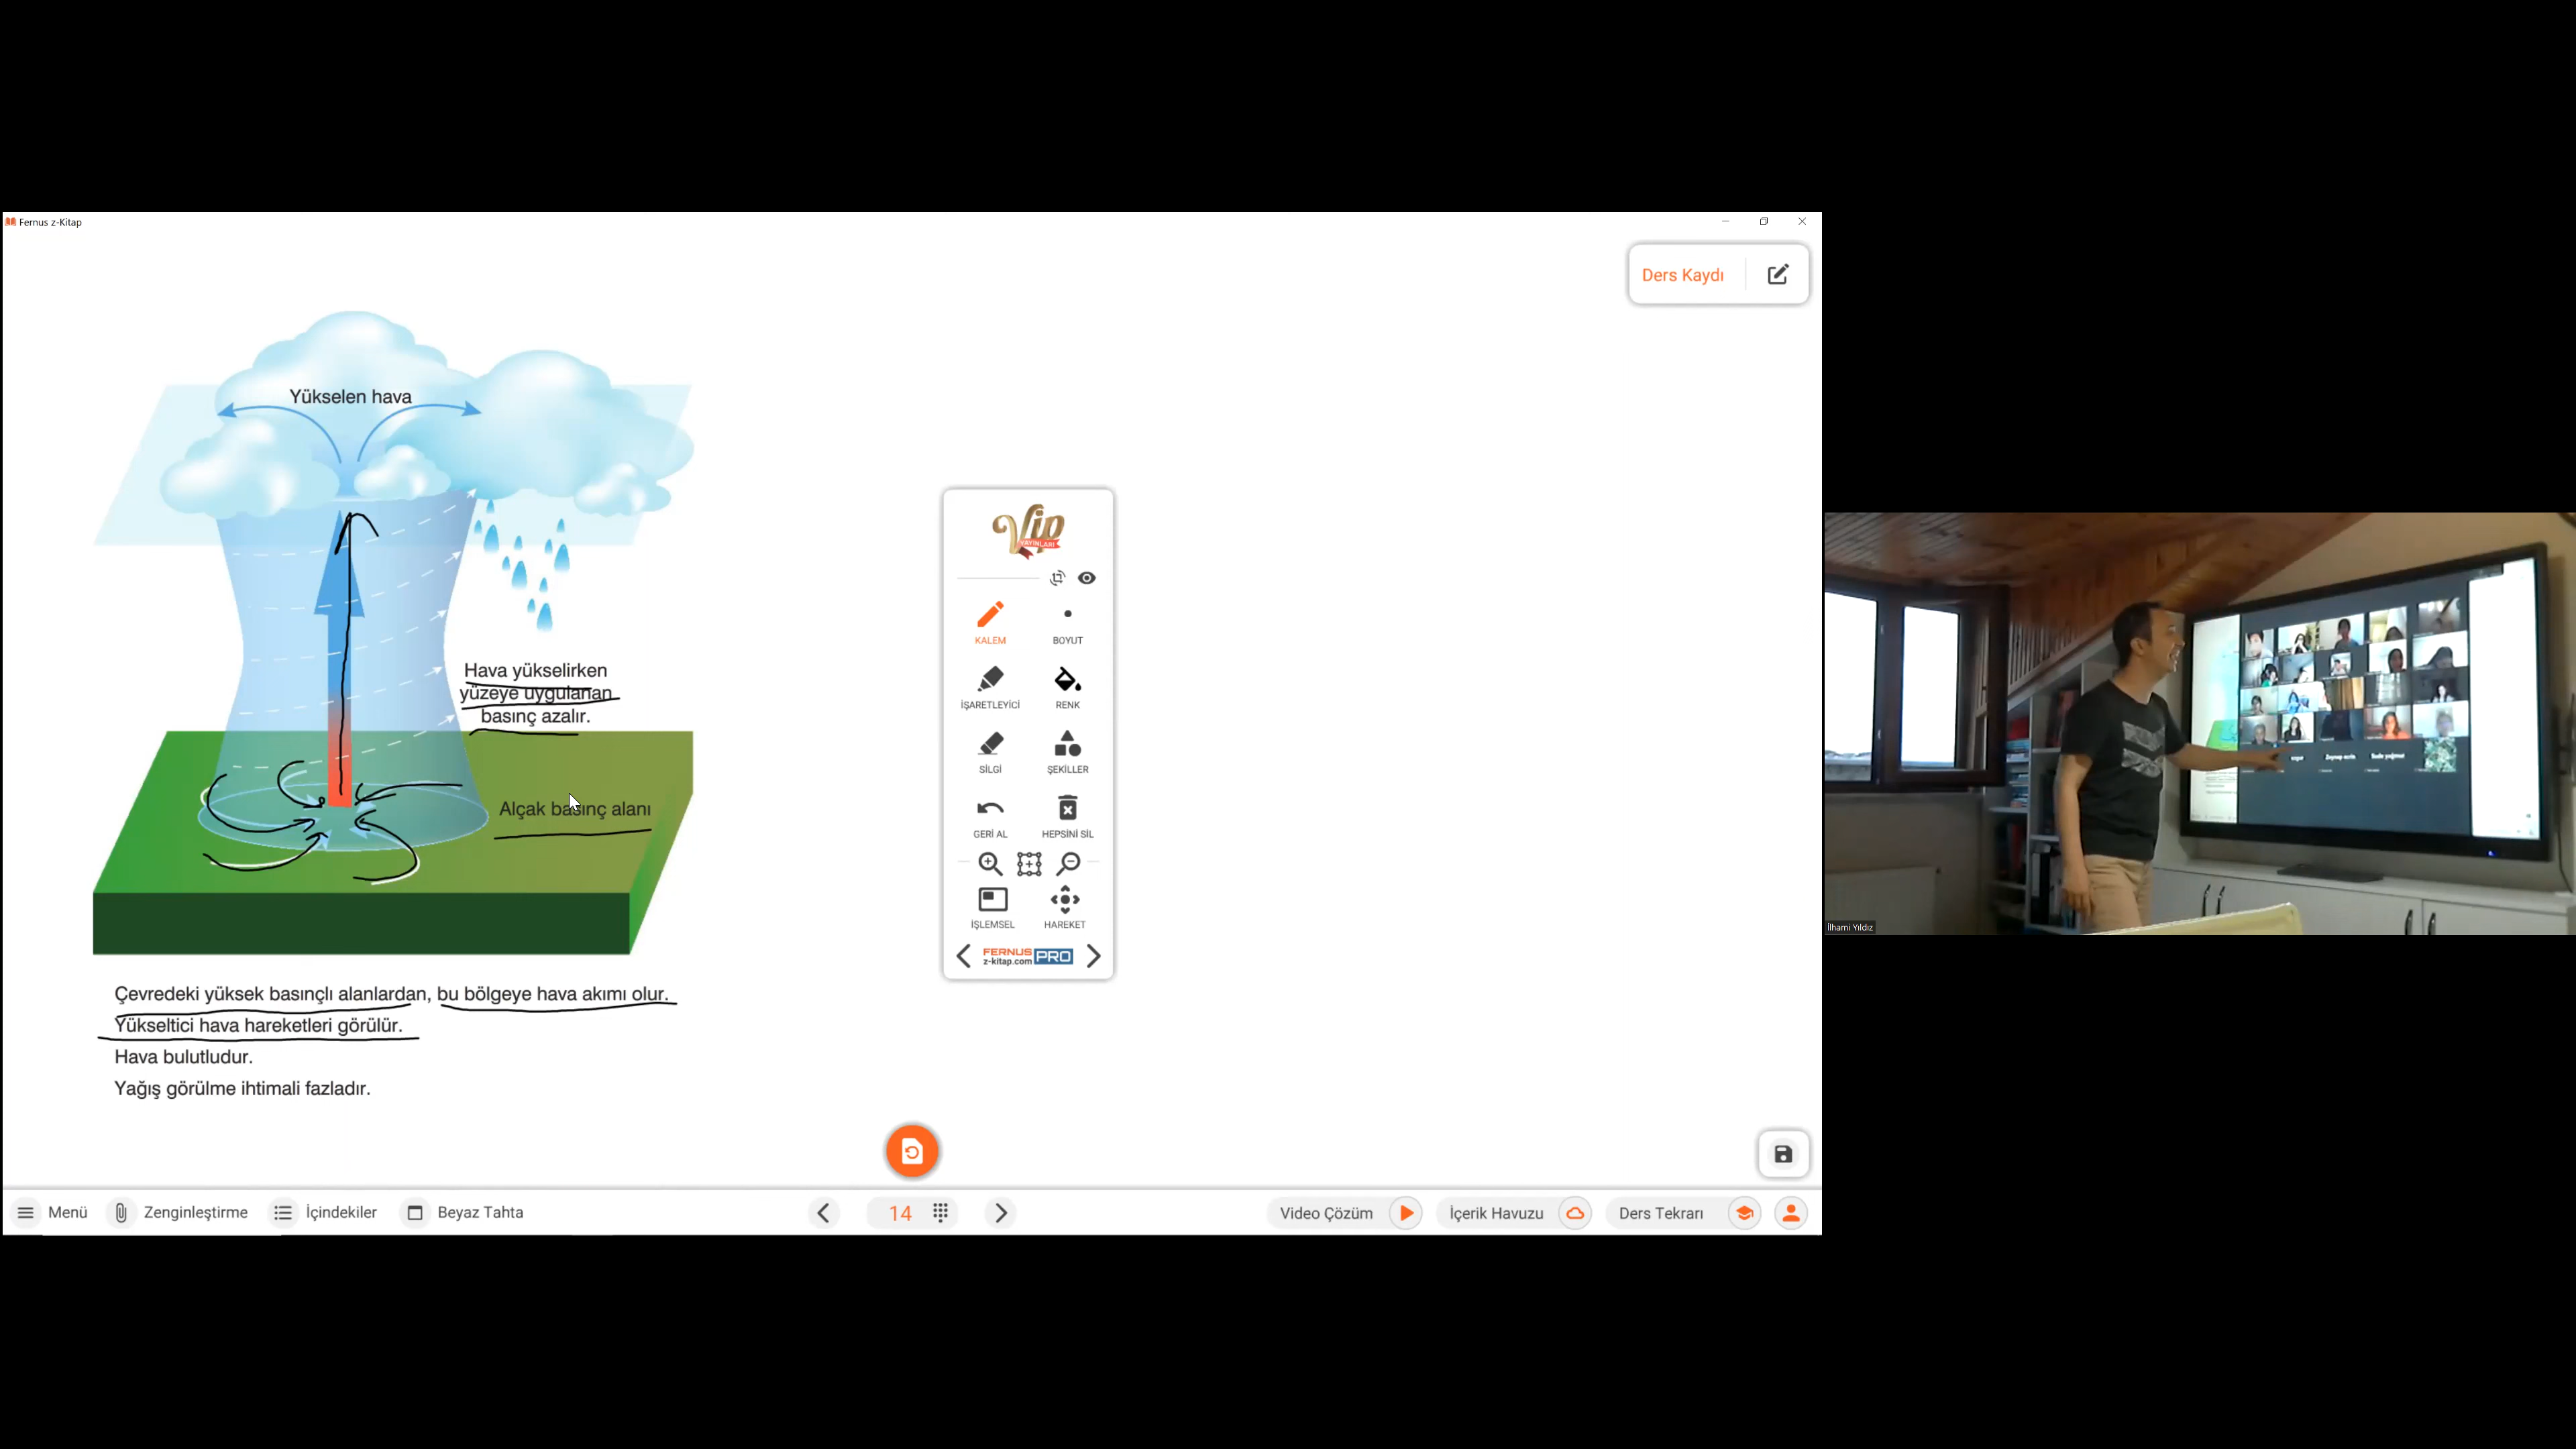 Fernus z-Kitap
Ders Kaydı
Yükselen hava
Hava yükselirken
yüzeye uygulanan
basınç azalır.
Alçak basınç alanı
Çevredeki yüksek basınçlı alanlardan, bu bölgeye hava akımı olur.
Yükseltici hava hareketleri görülür.
Hava bulutludur.
Yağış görülme ihtimali fazladır.
Vip
YAYINLARI
KALEM
BOYUT
İŞARETLEYİCİ
RENK
SİLGİ
ŞEKİLLER
GERİ AL
HEPSİNİ SİL
İŞLEMSEL
HAREKET
FERNUS
z-kitap.com
PRO
Menü
Zenginleştirme
İçindekiler
Beyaz Tahta
14
Video Çözüm
İçerik Havuzu
Ders Tekrarı
İlhami Yıldız